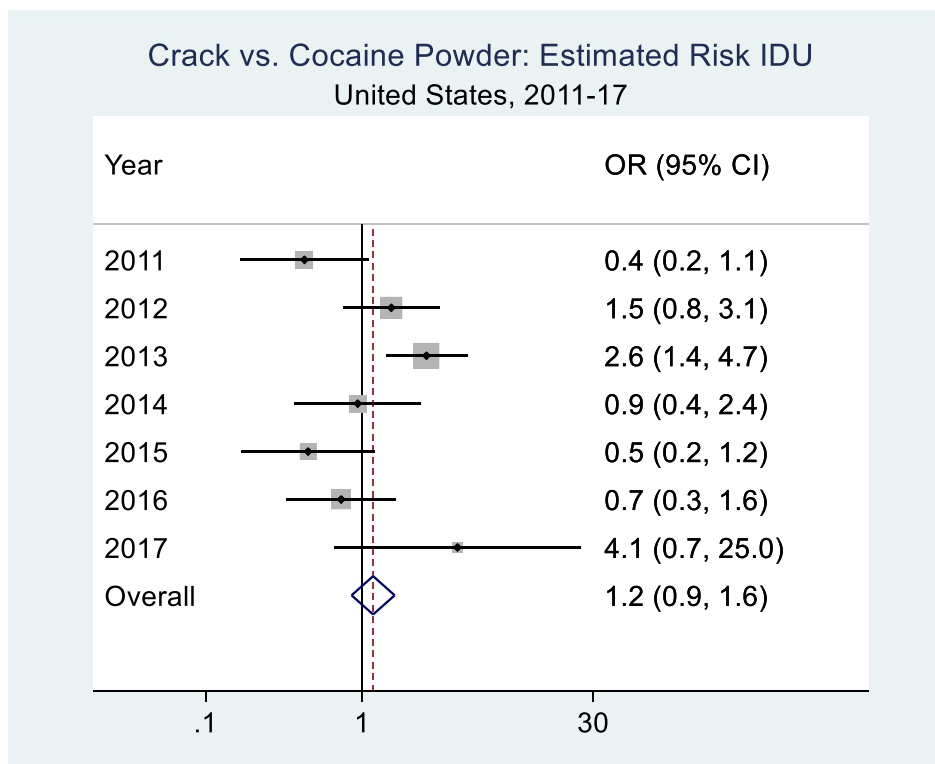 Crack vs. Cocaine Powder: Estimated Risk IDU
United States, 2011-17
Year OR (95% CI)
2011 0.4 (0.2, 1.1)
2012 1.5 (0.8, 3.1)
2013 2.6 (1.4, 4.7)
2014 0.9 (0.4, 2.4)
2015 0.5 (0.2, 1.2)
2016 0.7 (0.3, 1.6)
2017 4.1 (0.7, 25.0)
Overall 1.2 (0.9, 1.6)
.1 1 30